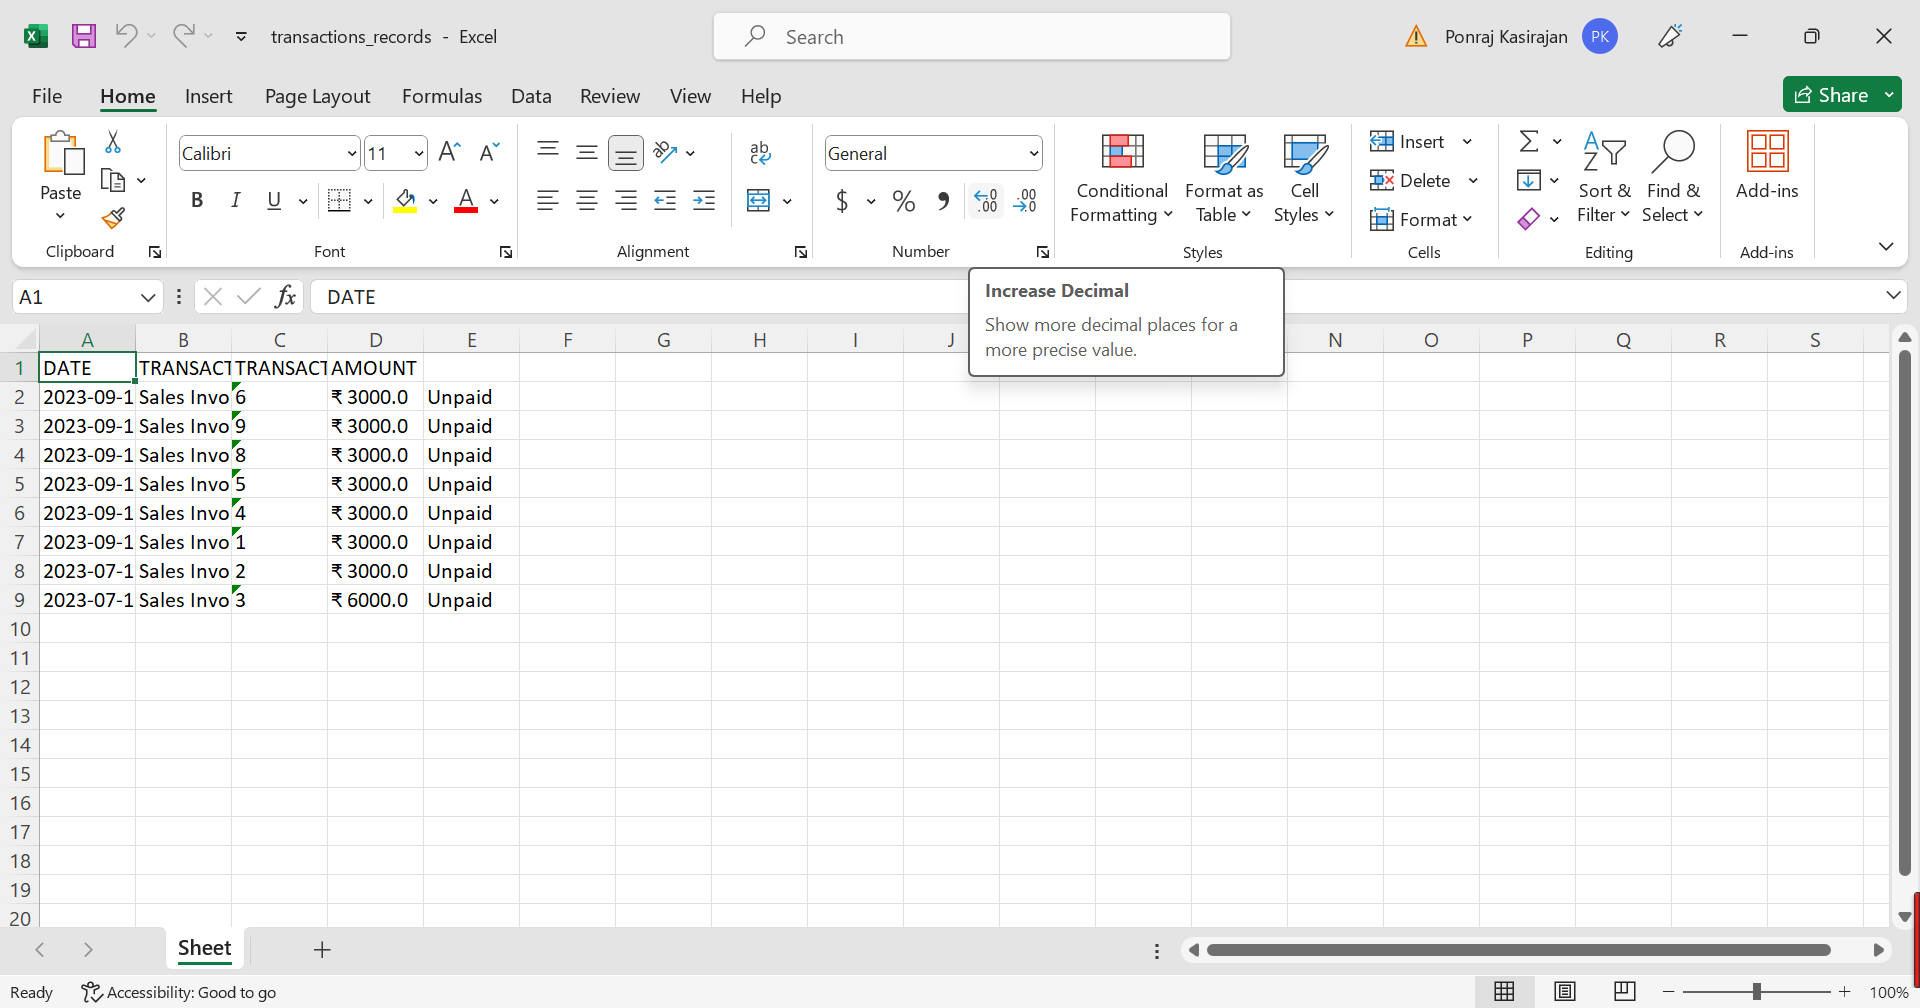 transactions_records - Excel
Search
Ponraj Kasirajan PK
File Home Insert Page Layout Formulas Data Review View Help
Share
Paste
Clipboard
Calibri 11
B I U
Font
Alignment
General
$ % , .00 .00
Number
Conditional Formatting
Format as Table
Cell Styles
Styles
Insert
Delete
Format
Cells
Sort & Filter
Find & Select
Editing
Add-ins
Add-ins
A1 fx DATE
Increase Decimal
Show more decimal places for a
more precise value.
A B C D E F G H I J N O P Q R S
1 DATE TRANSACT TRANSACT AMOUNT
2 2023-09-1 Sales Invo 6 ₹ 3000.0 Unpaid
3 2023-09-1 Sales Invo 9 ₹ 3000.0 Unpaid
4 2023-09-1 Sales Invo 8 ₹ 3000.0 Unpaid
5 2023-09-1 Sales Invo 5 ₹ 3000.0 Unpaid
6 2023-09-1 Sales Invo 4 ₹ 3000.0 Unpaid
7 2023-09-1 Sales Invo 1 ₹ 3000.0 Unpaid
8 2023-07-1 Sales Invo 2 ₹ 3000.0 Unpaid
9 2023-07-1 Sales Invo 3 ₹ 6000.0 Unpaid
10
11
12
13
14
15
16
17
18
19
20
Sheet
Ready Accessibility: Good to go 100%